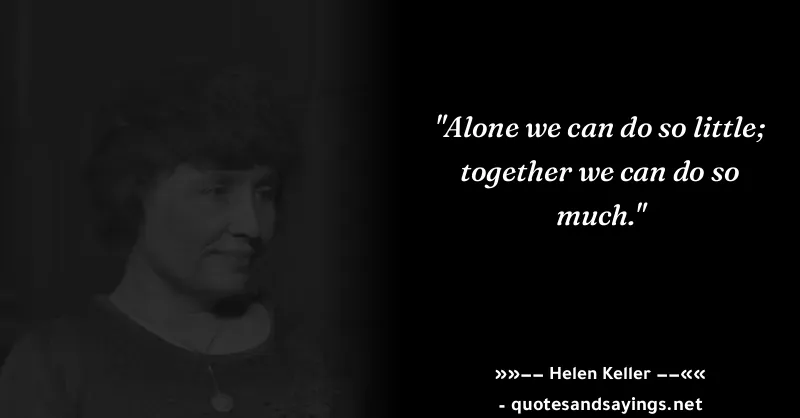 "Alone we can do so little;
together we can do so
much."
»»−− Helen Keller −−««
- quotesandsayings.net